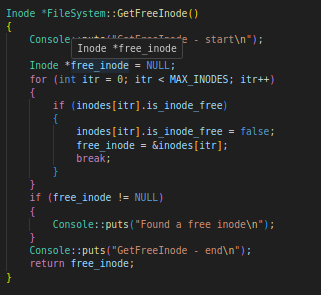 Inode *FileSystem::GetFreeInode()
{
Console::puts("GetFreeInode - start\n");
Inode *free_inode
Inode *free_inode = NULL;
for (int itr = 0; itr < MAX_INODES; itr++)
{
if (inodes[itr].is_inode_free)
{
inodes[itr].is_inode_free = false;
free_inode = &inodes[itr];
break;
}
}
if (free_inode != NULL)
{
Console::puts("Found a free inode\n");
}
Console::puts("GetFreeInode - end\n");
return free_inode;
}